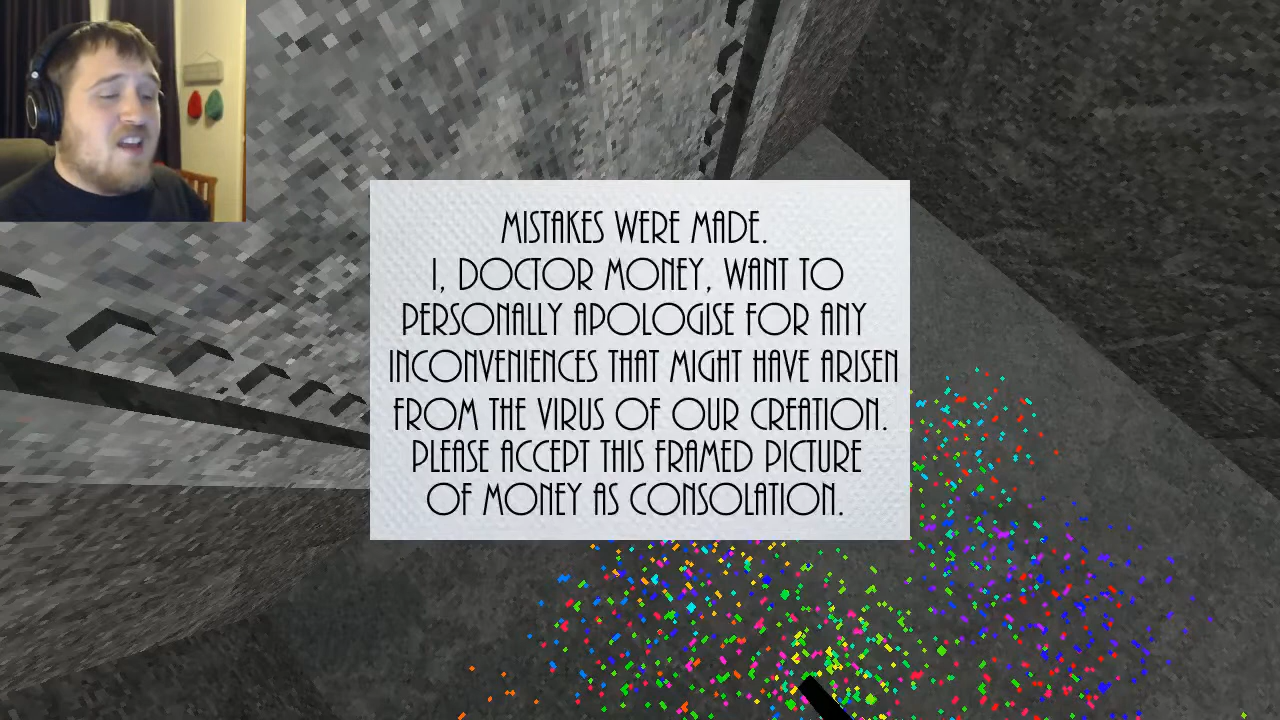 MISTAKES WERE MADE.
I, DOCTOR MONEY, WANT TO
PERSONALLY APOLOGISE FOR ANY
INCONVENIENCES THAT MIGHT HAVE ARISEN
FROM THE VIRUS OF OUR CREATION.
PLEASE ACCEPT THIS FRAMED PICTURE
OF MONEY AS CONSOLATION.